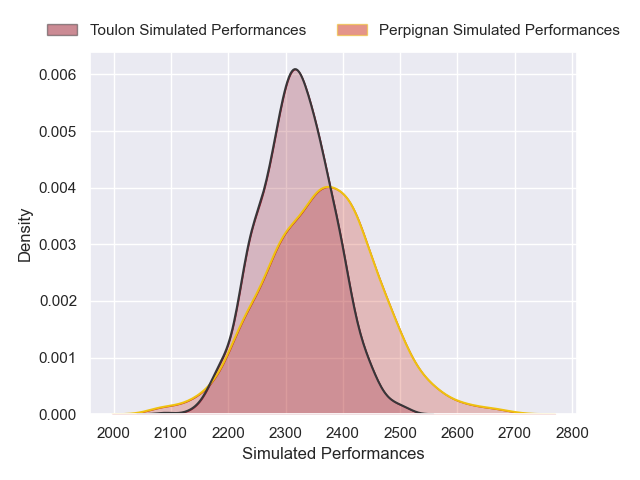 Toulon Simulated Performances
Perpignan Simulated Performances
0.006
0.005
0.004
0.003
0.002
0.001
0.000
Density
2000 2100 2200 2300 2400 2500 2600 2700 2800
Simulated Performances